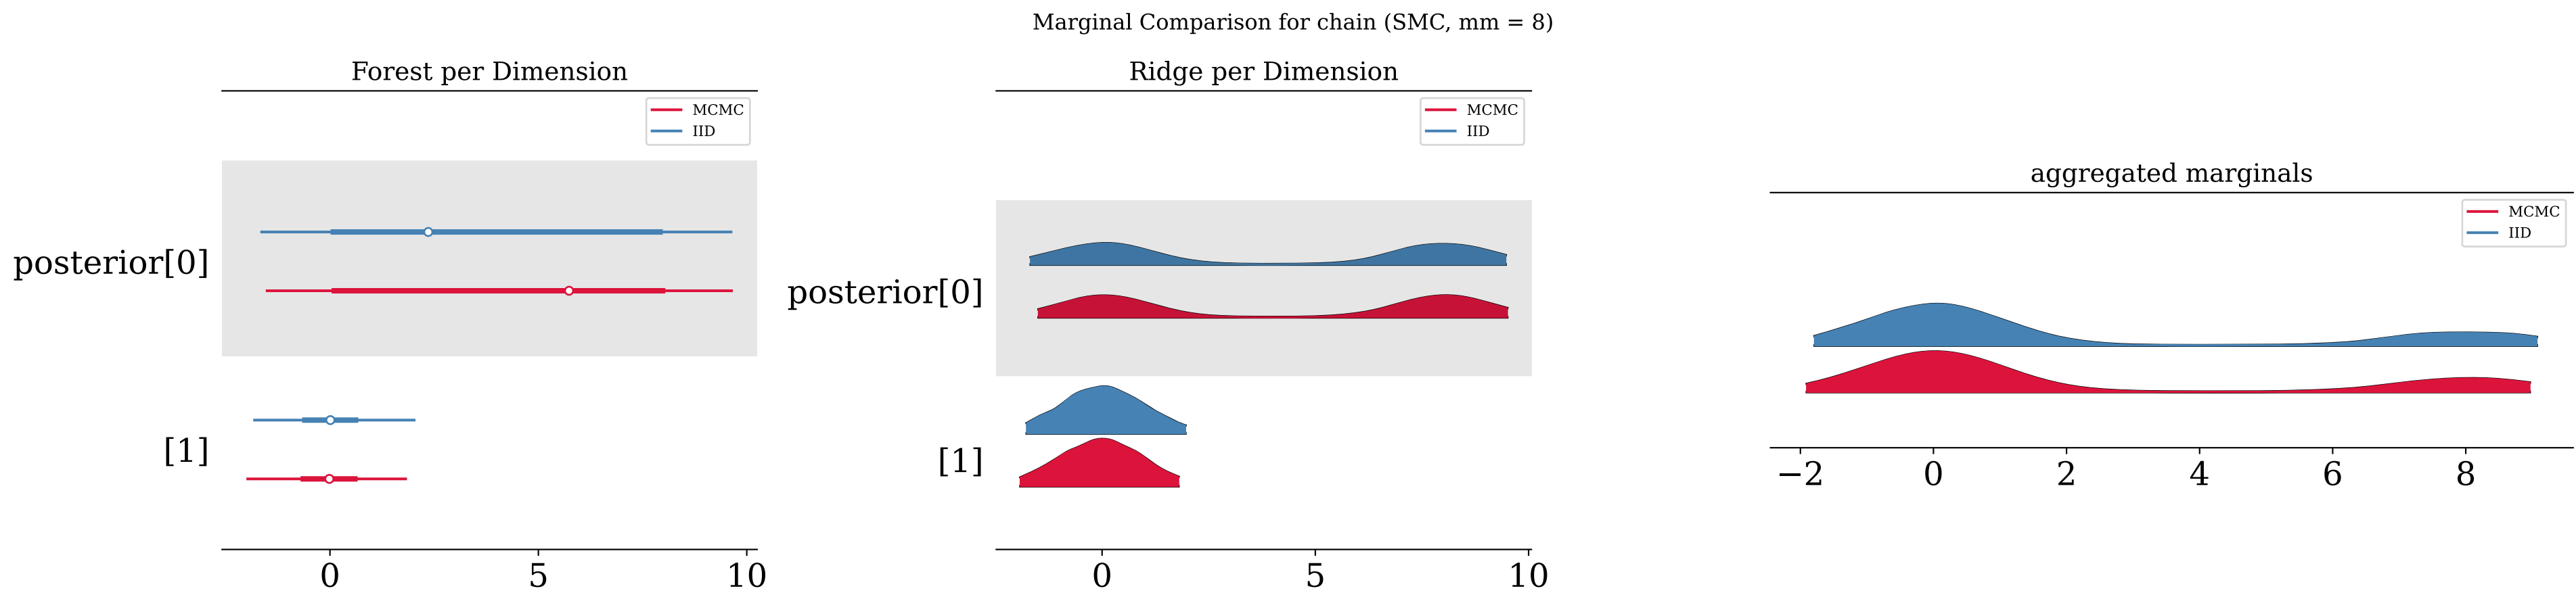 Marginal Comparison for chain (SMC, mm = 8)
Forest per Dimension
MCMC
IID
posterior[0]
[1]
0 5 10
Ridge per Dimension
MCMC
IID
posterior[0]
[1]
0 5 10
aggregated marginals
MCMC
IID
−2 0 2 4 6 8